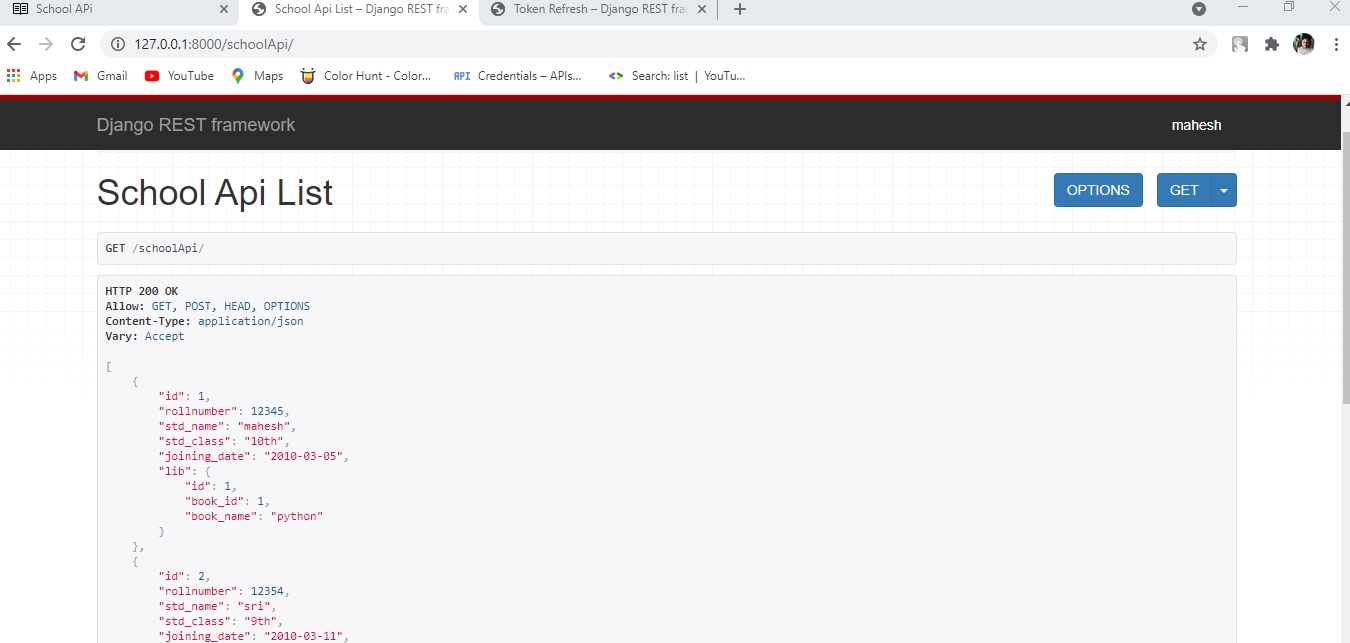 School APi
School Api List – Django REST fra
Token Refresh – Django REST fra
127.0.0.1:8000/schoolApi/
Apps
Gmail
YouTube
Maps
Color Hunt - Color...
API Credentials – APIs...
Search: list | YouTu...
Django REST framework
mahesh
School Api List
OPTIONS
GET
GET /schoolApi/
HTTP 200 OK
Allow: GET, POST, HEAD, OPTIONS
Content-Type: application/json
Vary: Accept
[
{
"id": 1,
"rollnumber": 12345,
"std_name": "mahesh",
"std_class": "10th",
"joining_date": "2010-03-05",
"lib": {
"id": 1,
"book_id": 1,
"book_name": "python"
}
},
{
"id": 2,
"rollnumber": 12354,
"std_name": "sri",
"std_class": "9th",
"joining_date": "2010-03-11",